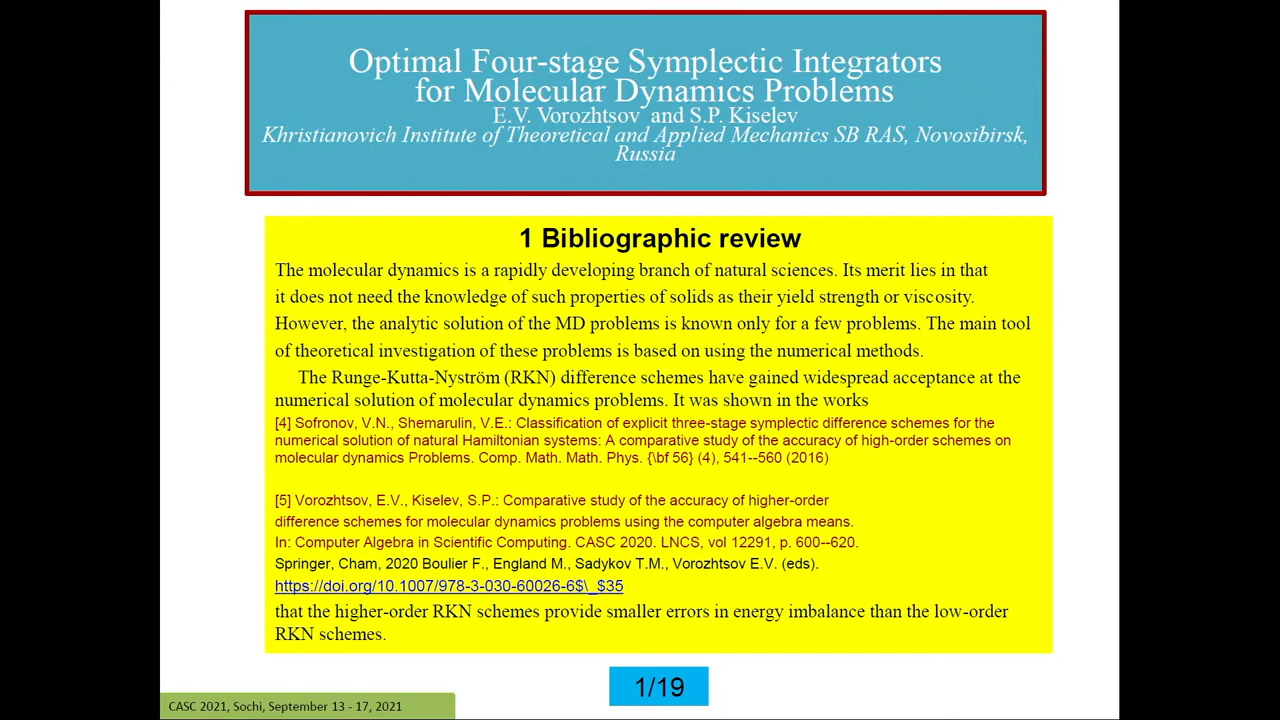 Optimal Four-stage Symplectic Integrators
for Molecular Dynamics Problems
E.V. Vorozhtsov and S.P. Kiselev
Khristianovich Institute of Theoretical and Applied Mechanics SB RAS, Novosibirsk,
Russia
1 Bibliographic review
The molecular dynamics is a rapidly developing branch of natural sciences. Its merit lies in that
it does not need the knowledge of such properties of solids as their yield strength or viscosity.
However, the analytic solution of the MD problems is known only for a few problems. The main tool
of theoretical investigation of these problems is based on using the numerical methods.
The Runge-Kutta-Nyström (RKN) difference schemes have gained widespread acceptance at the
numerical solution of molecular dynamics problems. It was shown in the works
[4] Sofronov, V.N., Shemarulin, V.E.: Classification of explicit three-stage symplectic difference schemes for the
numerical solution of natural Hamiltonian systems: A comparative study of the accuracy of high-order schemes on
molecular dynamics Problems. Comp. Math. Math. Phys. {\bf 56} (4), 541--560 (2016)
[5] Vorozhtsov, E.V., Kiselev, S.P.: Comparative study of the accuracy of higher-order
difference schemes for molecular dynamics problems using the computer algebra means.
In: Computer Algebra in Scientific Computing. CASC 2020. LNCS, vol 12291, p. 600--620.
Springer, Cham, 2020 Boulier F., England M., Sadykov T.M., Vorozhtsov E.V. (eds).
https://doi.org/10.1007/978-3-030-60026-6$\_$35
that the higher-order RKN schemes provide smaller errors in energy imbalance than the low-order
RKN schemes.
1/19
CASC 2021, Sochi, September 13 - 17, 2021